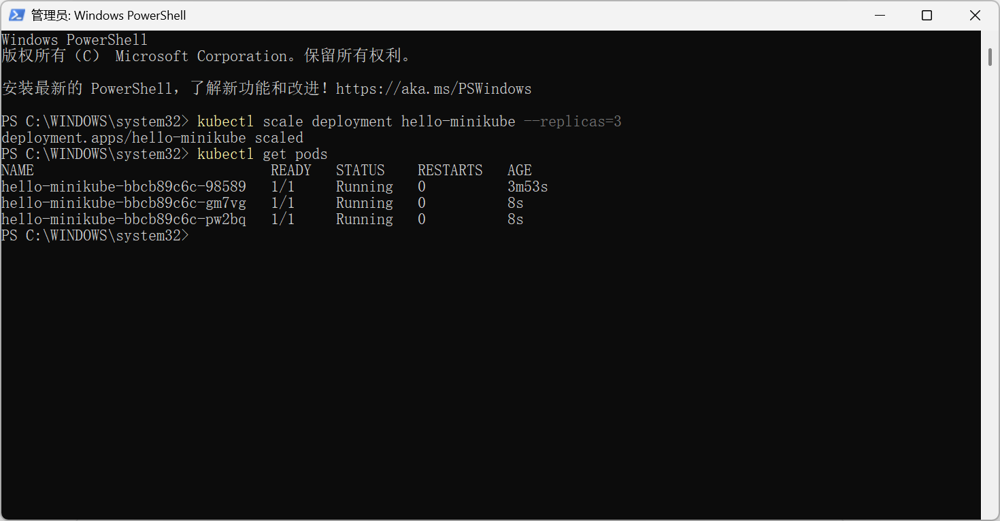 管理员: Windows PowerShell
Windows PowerShell
版权所有（C） Microsoft Corporation。保留所有权利。
安装最新的 PowerShell，了解新功能和改进！https://aka.ms/PSWindows
PS C:\WINDOWS\system32> kubectl scale deployment hello-minikube --replicas=3
deployment.apps/hello-minikube scaled
PS C:\WINDOWS\system32> kubectl get pods
NAME                             READY   STATUS    RESTARTS   AGE
hello-minikube-bbcb89c6c-98589   1/1     Running   0          3m53s
hello-minikube-bbcb89c6c-gm7vg   1/1     Running   0          8s
hello-minikube-bbcb89c6c-pw2bq   1/1     Running   0          8s
PS C:\WINDOWS\system32>